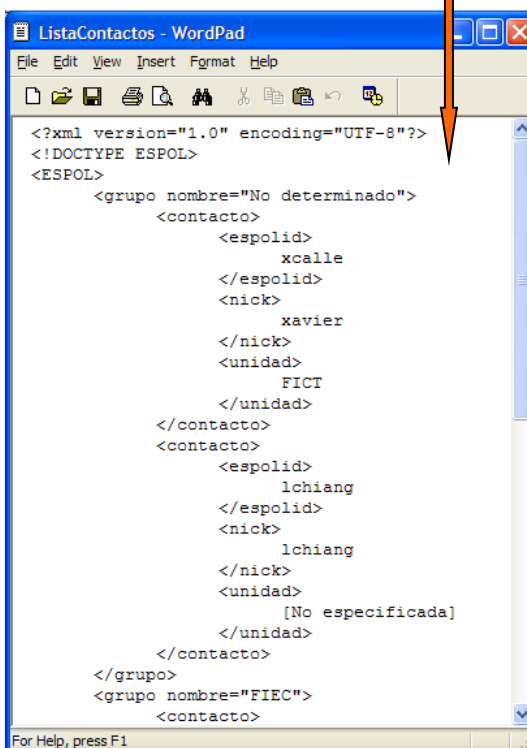 ListaContactos - WordPad
File Edit View Insert Format Help
<?xml version="1.0" encoding="UTF-8"?>
<!DOCTYPE ESPOL>
<ESPOL>
<grupo nombre="No determinado">
<contacto>
<espolid>
xcalle
</espolid>
<nick>
xavier
</nick>
<unidad>
FICT
</unidad>
</contacto>
<contacto>
<espolid>
lchiang
</espolid>
<nick>
lchiang
</nick>
<unidad>
[No especificada]
</unidad>
</contacto>
</grupo>
<grupo nombre="FIEC">
<contacto>
For Help, press F1